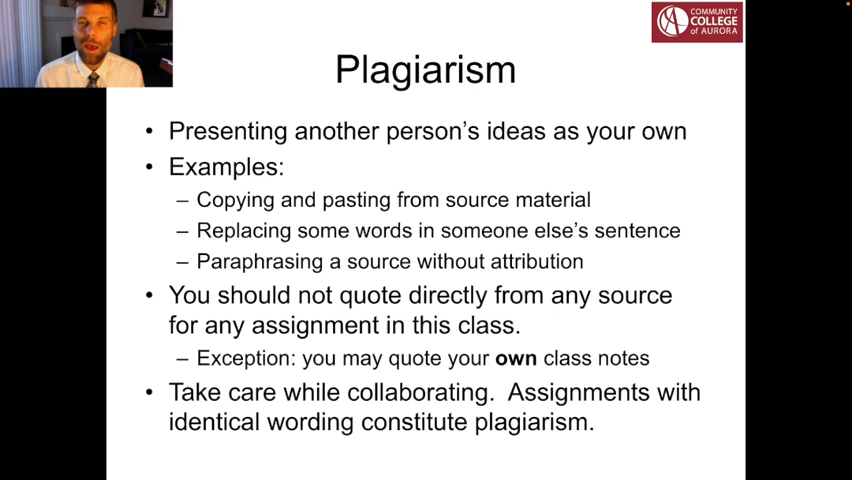 COMMUNITY
COLLEGE
of AURORA
Plagiarism
• Presenting another person's ideas as your own
• Examples:
– Copying and pasting from source material
– Replacing some words in someone else's sentence
– Paraphrasing a source without attribution
• You should not quote directly from any source
for any assignment in this class.
– Exception: you may quote your own class notes
• Take care while collaborating.  Assignments with
identical wording constitute plagiarism.